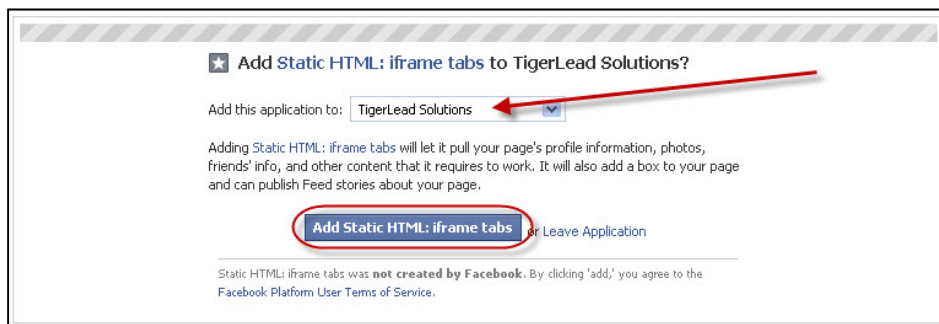 Add Static HTML: iframe tabs to TigerLead Solutions?
Add this application to: TigerLead Solutions
Adding Static HTML: iframe tabs will let it pull your page's profile information, photos,
friends' info, and other content that it requires to work. It will also add a box to your page
and can publish Feed stories about your page.
Add Static HTML: iframe tabs or Leave Application
Static HTML: iframe tabs was not created by Facebook. By clicking 'add,' you agree to the
Facebook Platform User Terms of Service.